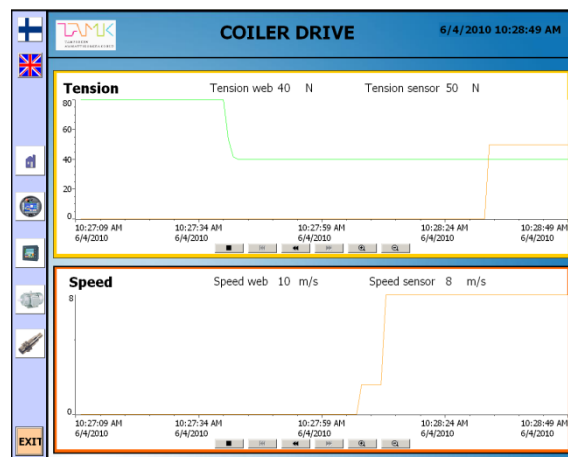 TAMK
COILER DRIVE
6/4/2010 10:28:49 AM
Tension
Tension web 40 N
Tension sensor 50 N
80
60
40
20
0
10:27:09 AM 10:27:34 AM 10:27:59 AM 10:28:24 AM 10:28:49 AM
6/4/2010 6/4/2010 6/4/2010 6/4/2010 6/4/2010
Speed
Speed web 10 m/s
Speed sensor 8 m/s
8
0
10:27:09 AM 10:27:34 AM 10:27:59 AM 10:28:24 AM 10:28:49 AM
6/4/2010 6/4/2010 6/4/2010 6/4/2010 6/4/2010
EXIT